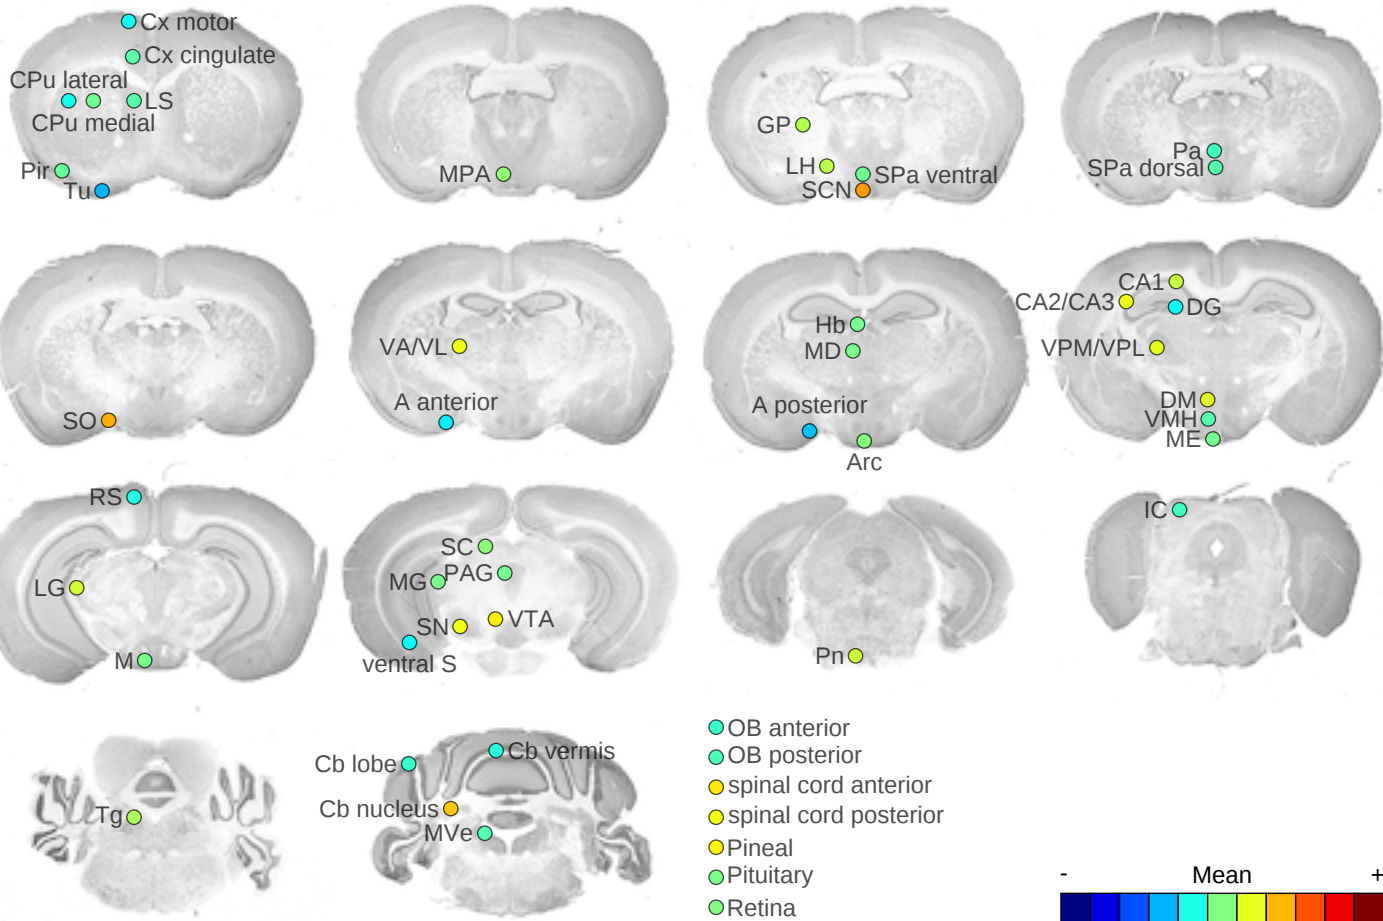 Cx motor
Cx cingulate
CPu lateral
LS
CPu medial
Pir
Tu
MPA
GP
LH
SPa ventral
SCN
Pa
SPa dorsal
SO
VA/VL
A anterior
Hb
MD
A posterior
Arc
CA1
CA2/CA3
DG
VPM/VPL
DM
VMH
ME
RS
LG
M
SC
PAG
MG
SN
VTA
ventral S
Pn
IC
Tg
Cb vermis
Cb lobe
Cb nucleus
MVe
OB anterior
OB posterior
spinal cord anterior
spinal cord posterior
Pineal
Pituitary
Retina
- Mean +